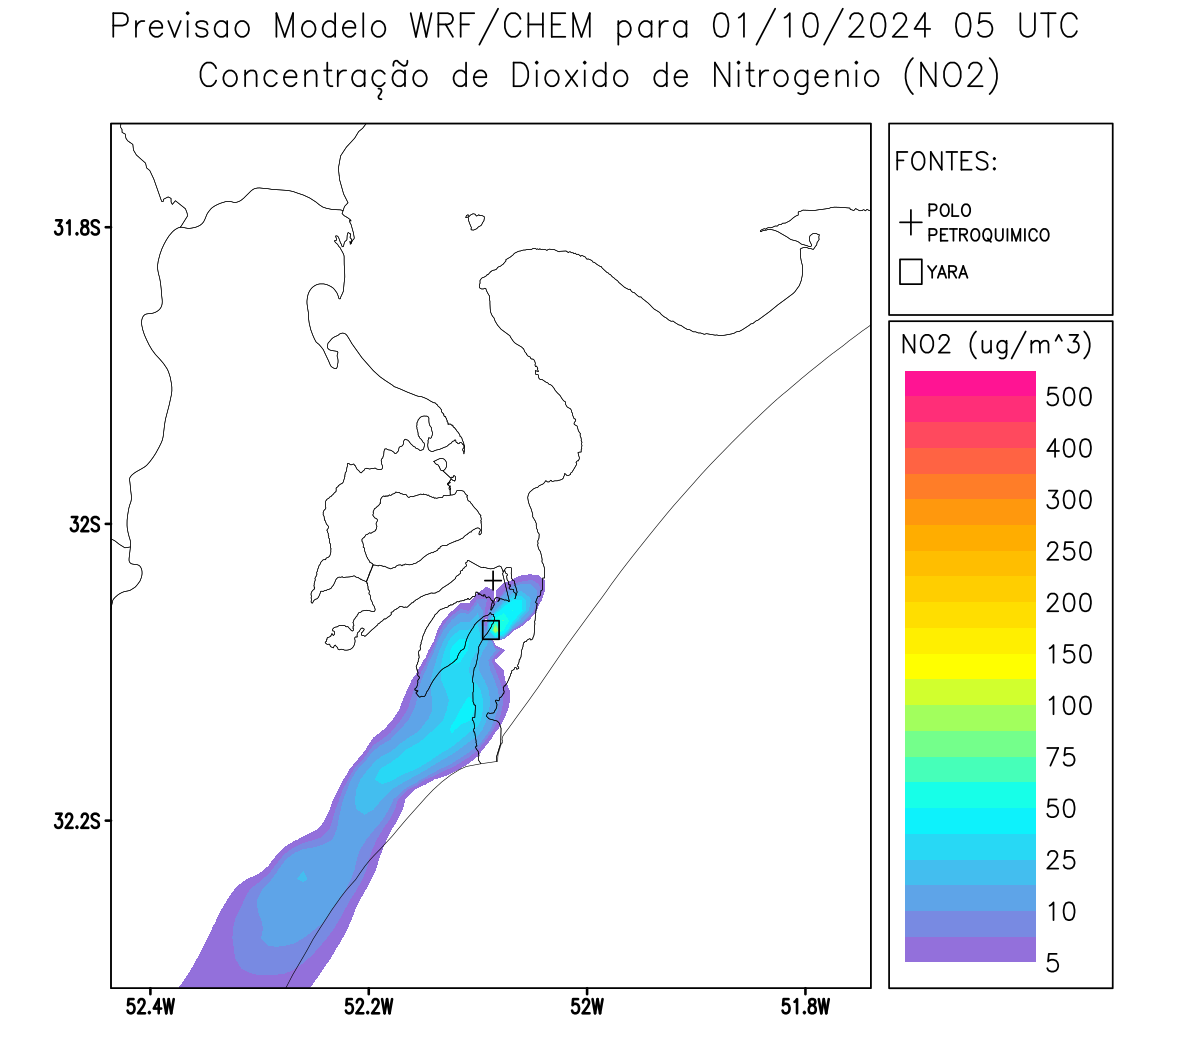 Previsao Modelo WRF/CHEM para 01/10/2024 05 UTC
Concentração de Dioxido de Nitrogenio (NO2)
FONTES:
POLO
PETROQUIMICO
YARA
NO2 (ug/m^3)
500
400
300
250
200
150
100
75
50
25
10
5
31.8S
32S
32.2S
52.4W
52.2W
52W
51.8W